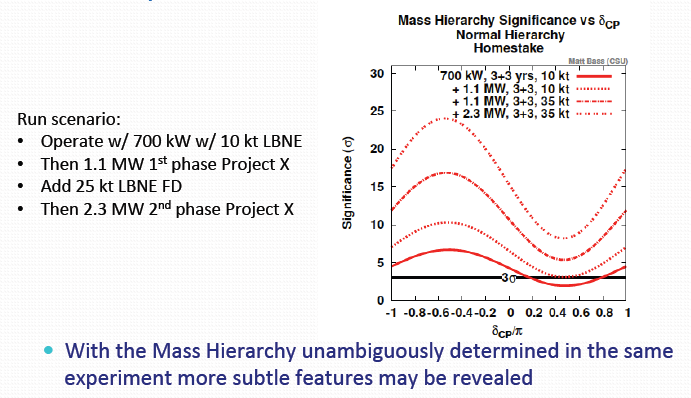 Mass Hierarchy Significance vs δCP
Normal Hierarchy
Homestake
Matt Bass (CSU)
700 kW, 3+3 yrs, 10 kt
+ 1.1 MW, 3+3, 10 kt
+ 1.1 MW, 3+3, 35 kt
+ 2.3 MW, 3+3, 35 kt
Significance (σ)
30
25
20
15
10
5
0
3σ
-1 -0.8 -0.6 -0.4 -0.2 0 0.2 0.4 0.6 0.8 1
δCP/π
Run scenario:
• Operate w/ 700 kW w/ 10 kt LBNE
• Then 1.1 MW 1st phase Project X
• Add 25 kt LBNE FD
• Then 2.3 MW 2nd phase Project X
• With the Mass Hierarchy unambiguously determined in the same
experiment more subtle features may be revealed